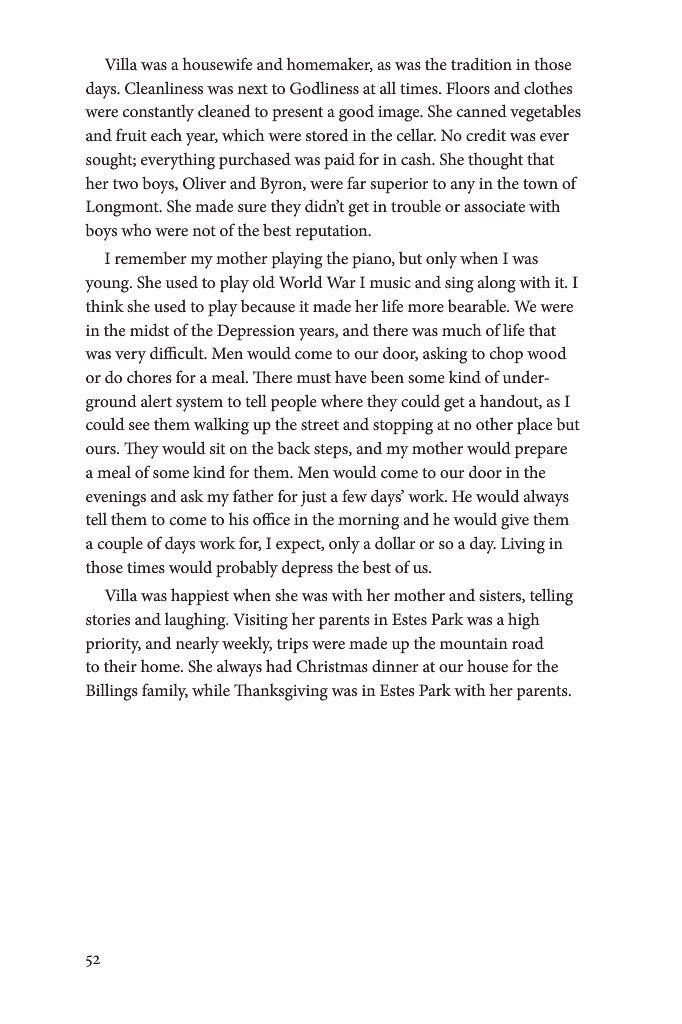 Villa was a housewife and homemaker, as was the tradition in those
days. Cleanliness was next to Godliness at all times. Floors and clothes
were constantly cleaned to present a good image. She canned vegetables
and fruit each year, which were stored in the cellar. No credit was ever
sought; everything purchased was paid for in cash. She thought that
her two boys, Oliver and Byron, were far superior to any in the town of
Longmont. She made sure they didn’t get in trouble or associate with
boys who were not of the best reputation.
I remember my mother playing the piano, but only when I was
young. She used to play old World War I music and sing along with it. I
think she used to play because it made her life more bearable. We were
in the midst of the Depression years, and there was much of life that
was very difficult. Men would come to our door, asking to chop wood
or do chores for a meal. There must have been some kind of under-
ground alert system to tell people where they could get a handout, as I
could see them walking up the street and stopping at no other place but
ours. They would sit on the back steps, and my mother would prepare
a meal of some kind for them. Men would come to our door in the
evenings and ask my father for just a few days’ work. He would always
tell them to come to his office in the morning and he would give them
a couple of days work for, I expect, only a dollar or so a day. Living in
those times would probably depress the best of us.
Villa was happiest when she was with her mother and sisters, telling
stories and laughing. Visiting her parents in Estes Park was a high
priority, and nearly weekly, trips were made up the mountain road
to their home. She always had Christmas dinner at our house for the
Billings family, while Thanksgiving was in Estes Park with her parents.
52